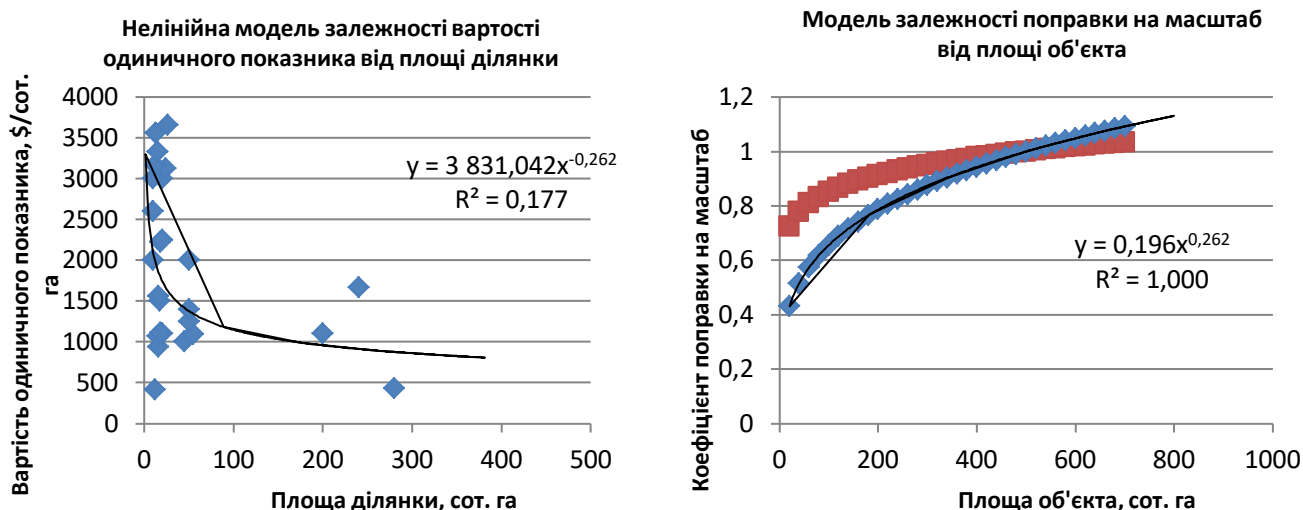 Нелінійна модель залежності вартості
одиничного показника від площі ділянки
Вартість одиничного показника, $/сот.
га
4000
3500
3000
2500
2000
1500
1000
500
0
y = 3 831,042x^-0,262
R² = 0,177
0 100 200 300 400 500
Площа ділянки, сот. га
Модель залежності поправки на масштаб
від площі об'єкта
Коефіцієнт поправки на масштаб
1,2
1
0,8
0,6
0,4
0,2
0
y = 0,196x^0,262
R² = 1,000
0 200 400 600 800 1000
Площа об'єкта, сот. га